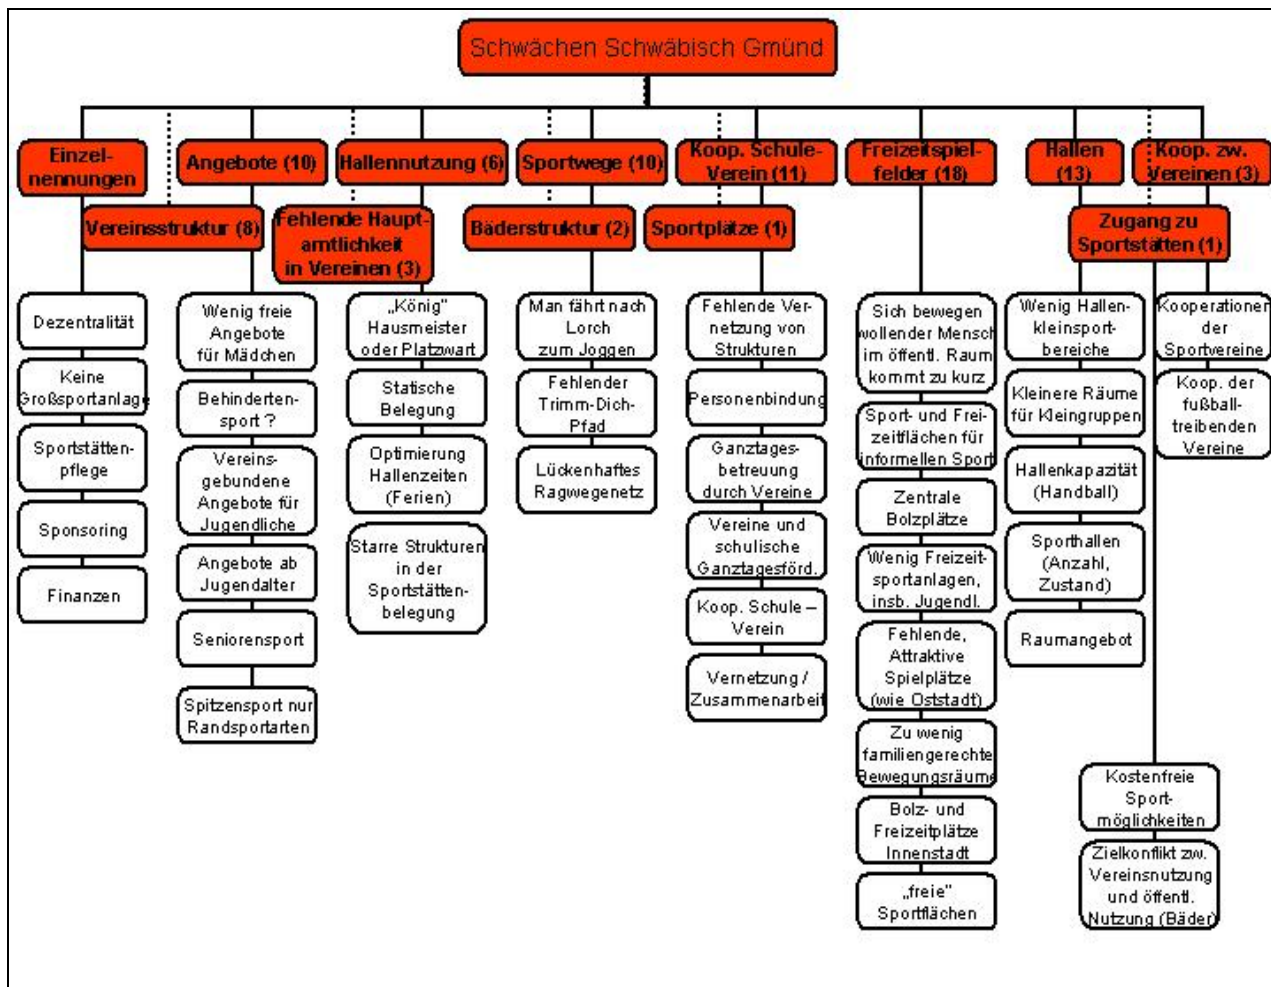 Schwächen Schwäbisch Gmünd
Einzel-
nennungen
Angebote (10)
Hallennutzung (6)
Sportwege (10)
Koop. Schule-
Verein (11)
Freizeitspiel-
felder (18)
Hallen
(13)
Koop. zw.
Vereinen (3)
Vereinsstruktur (8)
Fehlende Haupt-
amtlichkeit
in Vereinen (3)
Bäderstruktur (2)
Sportplätze (1)
Zugang zu
Sportstätten (1)
Dezentralität
Keine
Großsportanlage
Sportstätten-
pflege
Sponsoring
Finanzen
Wenig freie
Angebote
für Mädchen
Behinderten-
sport ?
Vereins-
gebundene
Angebote für
Jugendliche
Angebote ab
Jugendalter
Seniorensport
Spitzensport nur
Randsportarten
„König“
Hausmeister
oder Platzwart
Statische
Belegung
Optimierung
Hallenzeiten
(Ferien)
Starre Strukturen
in der
Sportstätten-
belegung
Man fährt nach
Lorch
zum Joggen
Fehlender
Trimm-Dich-
Pfad
Lückenhaftes
Ragwegenetz
Fehlende Ver-
netzung von
Strukturen
Personenbindung
Ganztages-
betreuung
durch Vereine
Vereine und
schulische
Ganztagesförd.
Koop. Schule –
Verein
Vernetzung /
Zusammenarbeit
Sich bewegen
wollender Mensch
im öffentl. Raum
kommt zu kurz
Sport- und Frei-
zeitflächen für
informellen Sport
Zentrale
Bolzplätze
Wenig Freizeit-
sportanlagen,
insb. Jugendl.
Fehlende,
Attraktive
Spielplätze
(wie Oststadt)
Zu wenig
familiengerechte
Bewegungsräume
Bolz- und
Freizeitplätze
Innenstadt
„freie“
Sportflächen
Wenig Hallen-
kleinsport-
bereiche
Kleinere Räume
für Kleingruppen
Hallenkapazität
(Handball)
Sporthallen
(Anzahl,
Zustand)
Raumangebot
Kooperationen
der
Sportvereine
Koop. der
fußball-
treibenden
Vereine
Kostenfreie
Sport-
möglichkeiten
Zielkonflikt zw.
Vereinsnutzung
und öffentl.
Nutzung (Bäder)